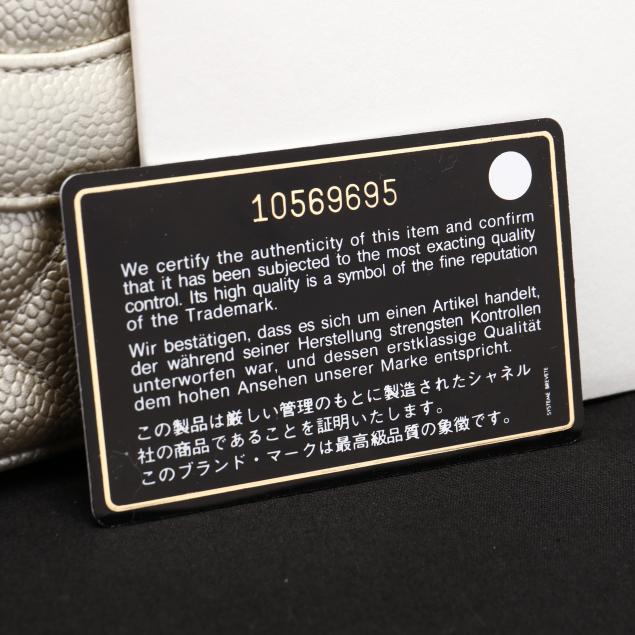 10569695
We certify the authenticity of this item and confirm
that it has been subjected to the most exacting quality
control. Its high quality is a symbol of the fine reputation
of the Trademark.
Wir bestätigen, dass es sich um einen Artikel handelt,
der während seiner Herstellung strengsten Kontrollen
unterworfen war, und dessen erstklassige Qualität
dem hohen Ansehen unserer Marke entspricht.
この製品は厳しい管理のもとに製造されたシャネル
社の商品であることを証明いたします。
このブランド・マークは最高級品質の象徴です。
SYSTEME BREVETE